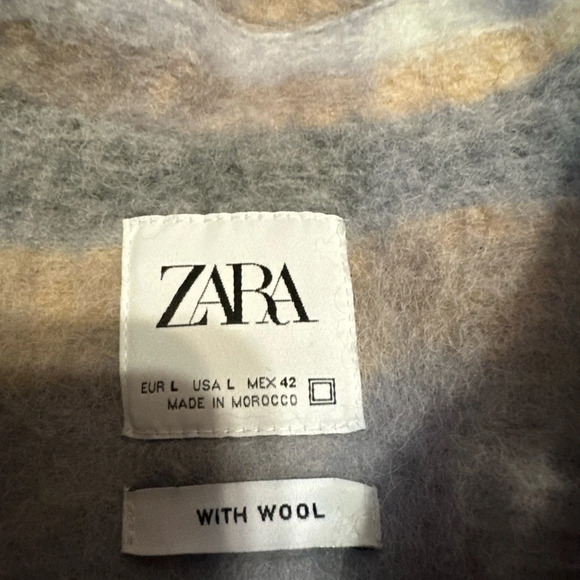 ZARA
EUR L USA L MEX 42
MADE IN MOROCCO
WITH WOOL